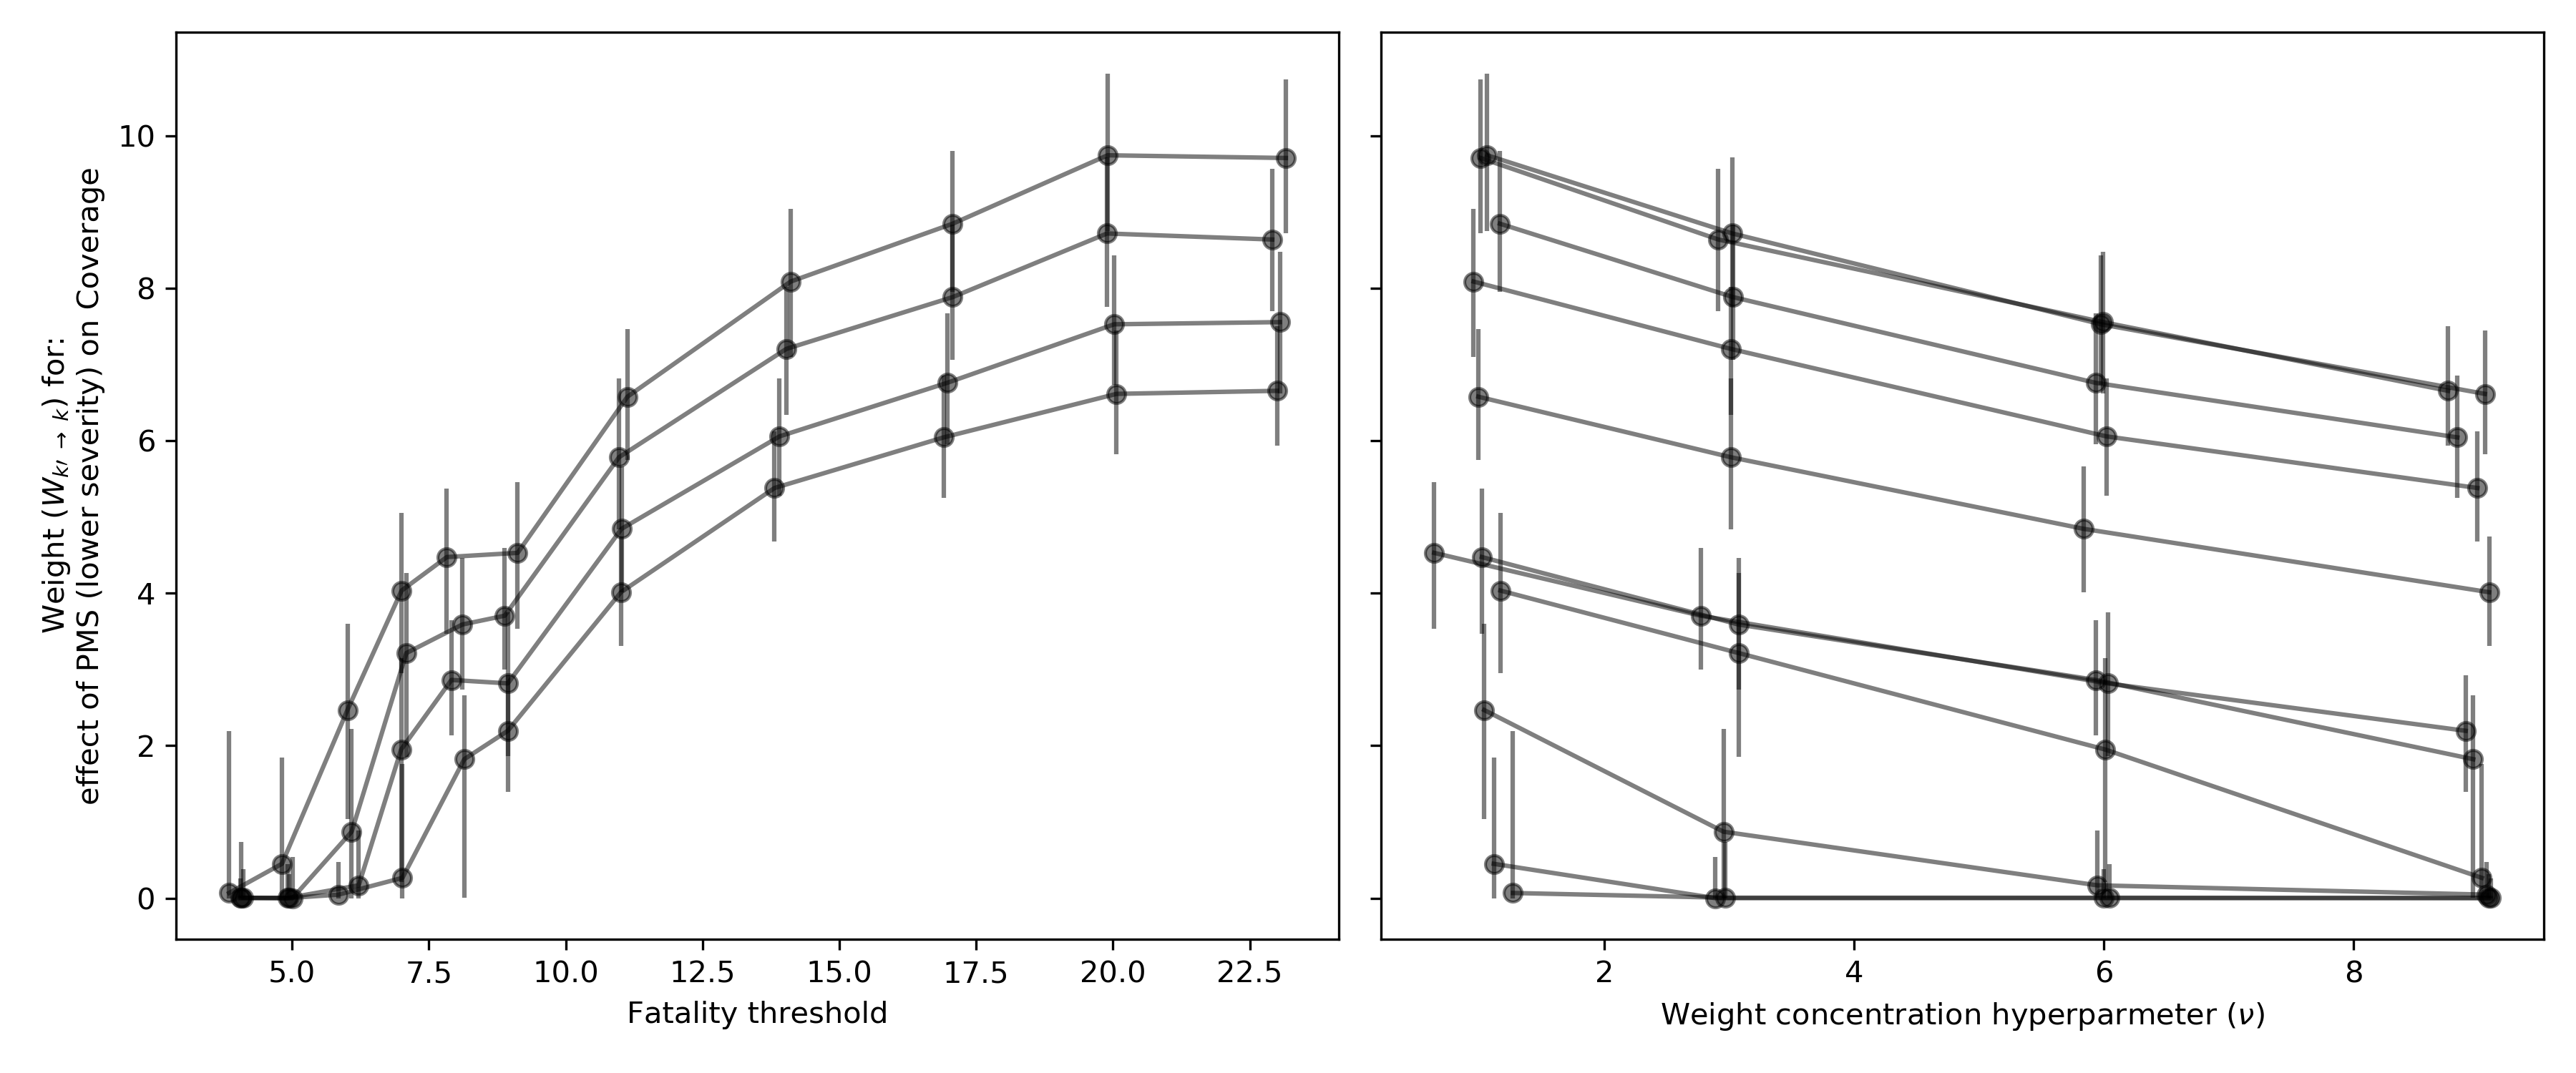 Weight (W_{k′ → k}) for:
effect of PMS (lower severity) on Coverage
10
8
6
4
2
0
5.0 7.5 10.0 12.5 15.0 17.5 20.0 22.5
Fatality threshold
2 4 6 8
Weight concentration hyperparmeter (ν)